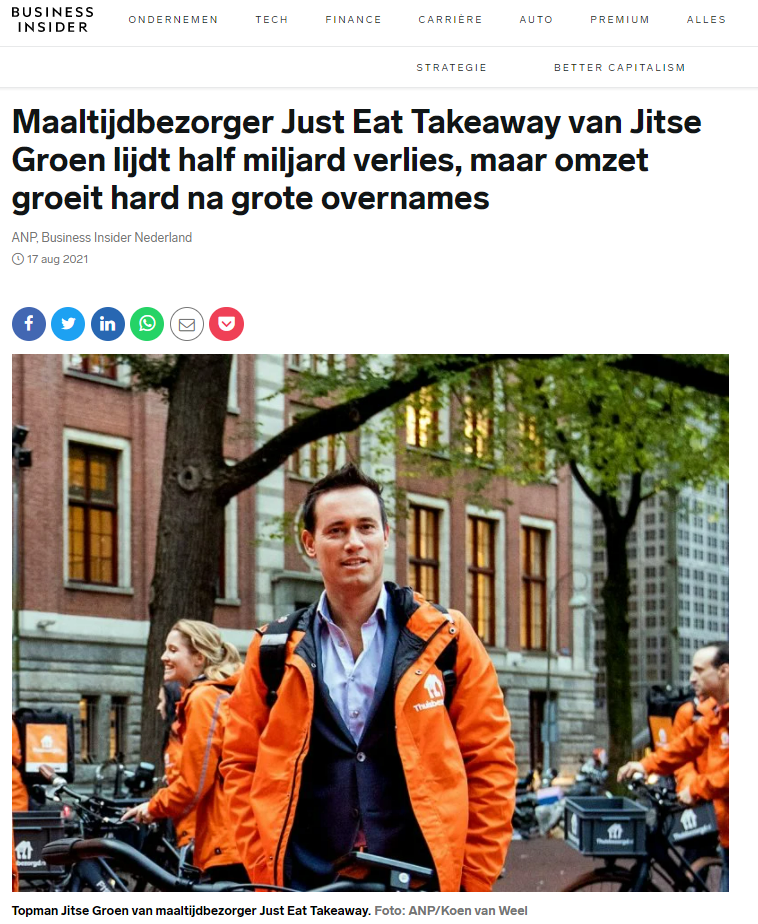 BUSINESS
INSIDER
ONDERNEMEN TECH FINANCE CARRIÈRE AUTO PREMIUM ALLES
STRATEGIE BETTER CAPITALISM
Maaltijdbezorger Just Eat Takeaway van Jitse
Groen lijdt half miljard verlies, maar omzet
groeit hard na grote overnames
ANP, Business Insider Nederland
17 aug 2021
Topman Jitse Groen van maaltijdbezorger Just Eat Takeaway. Foto: ANP/Koen van Weel